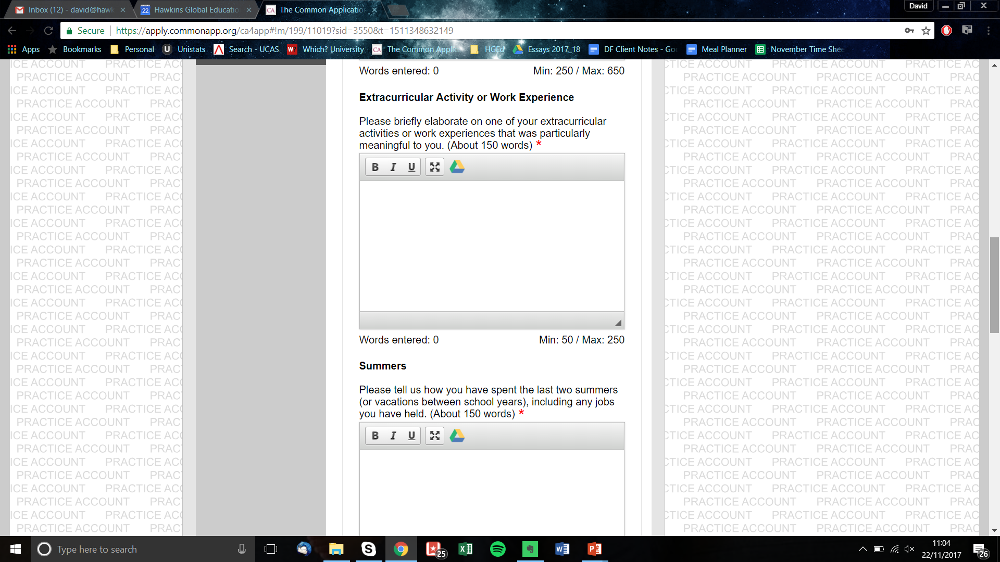 Inbox (12) - david@hawk
Hawkins Global Educatio
The Common Applicatio
David
Secure
https://apply.commonapp.org/ca4app#!m/199/11019?sid=3550&t=1511348632149
Apps
Bookmarks
Personal
Unistats
Search - UCAS
Which? University
The Common Applic
HGEd
Essays 2017_18
DF Client Notes - Goo
Meal Planner
November Time Shee
Words entered: 0
Min: 250 / Max: 650
Extracurricular Activity or Work Experience
Please briefly elaborate on one of your extracurricular
activities or work experiences that was particularly
meaningful to you. (About 150 words) *
B I U
Words entered: 0
Min: 50 / Max: 250
Summers
Please tell us how you have spent the last two summers
(or vacations between school years), including any jobs
you have held. (About 150 words) *
B I U
PRACTICE ACCOUNT
Type here to search
25
11:04
22/11/2017
26